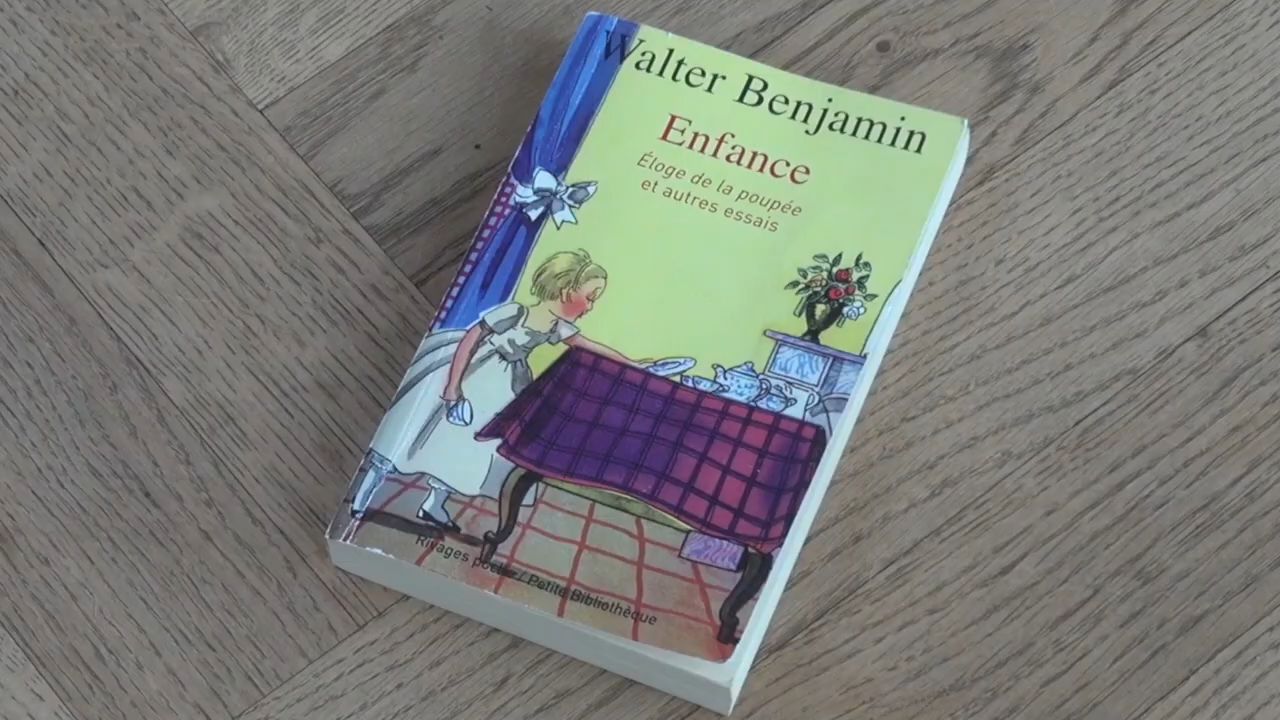 Walter Benjamin
Enfance
Éloge de la poupée
et autres essais
Rivages poche / Petite Bibliothèque